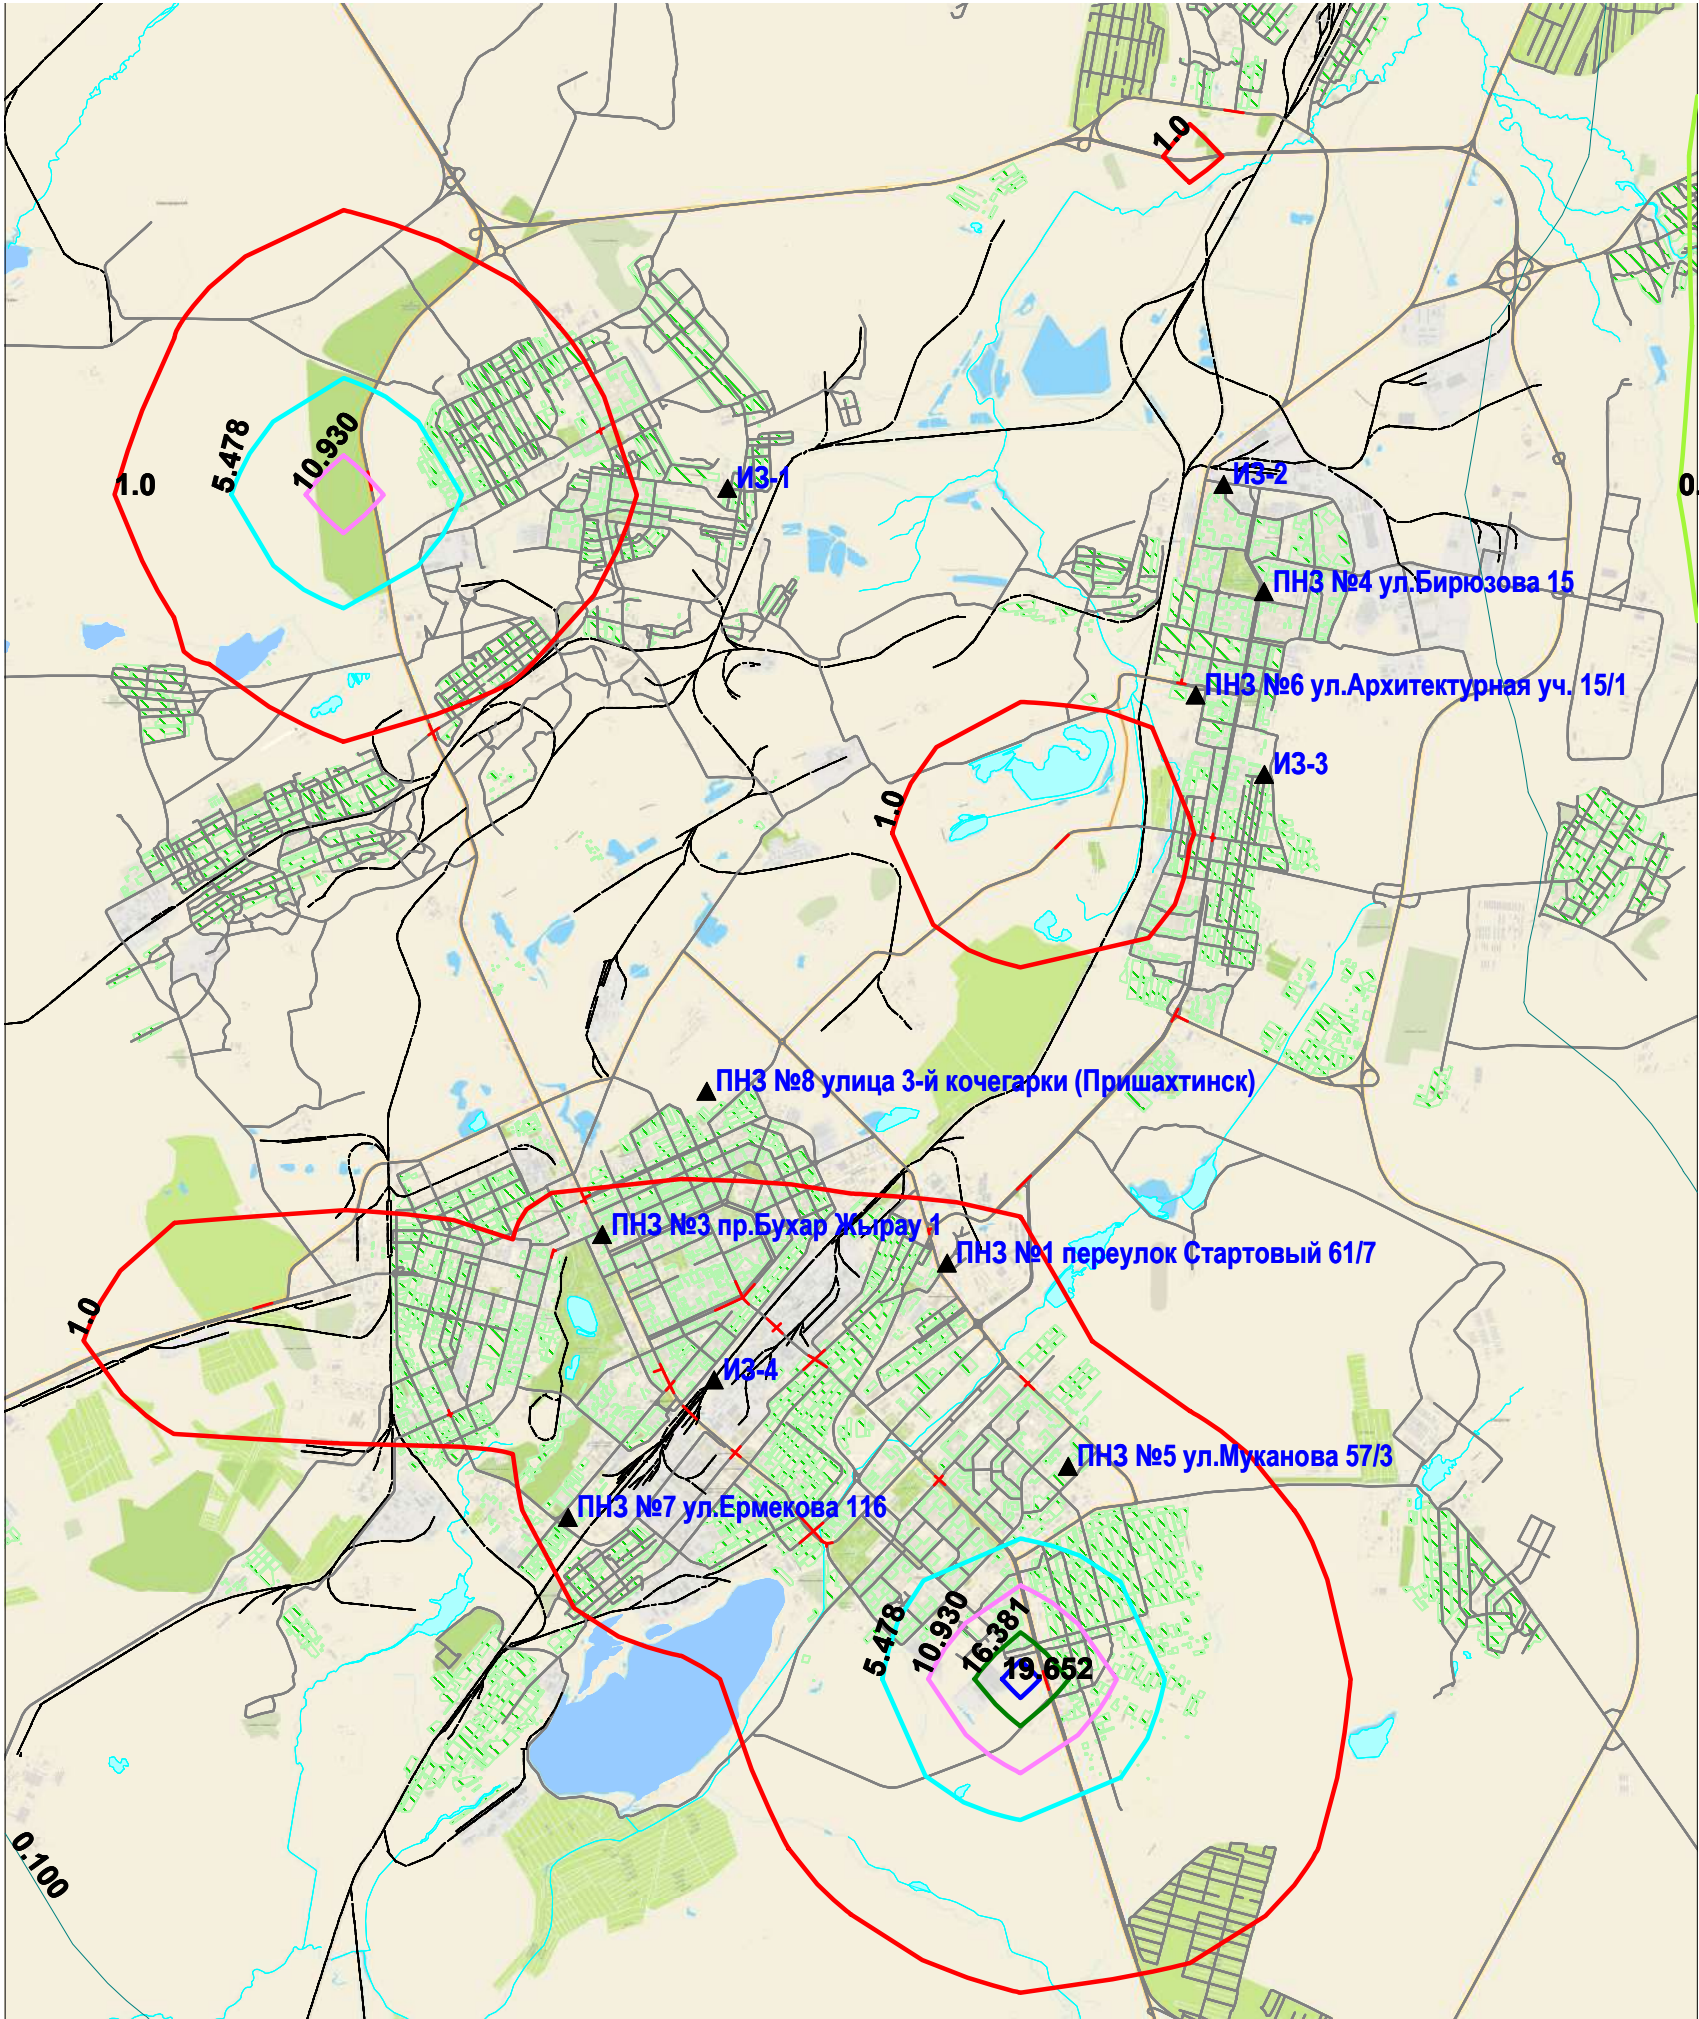 1.0
5.478
10.930
1.0
ИЗ-1
ИЗ-2
0.
ПНЗ №4 ул.Бирюзова 15
ПНЗ №6 ул.Архитектурная уч. 15/1
ИЗ-3
1.0
ПНЗ №8 улица 3-й кочегарки (Пришахтинск)
ПНЗ №3 пр.Бухар Жырау 1
ПНЗ №1 переулок Стартовый 61/7
1.0
ИЗ-4
ПНЗ №5 ул.Муканова 57/3
ПНЗ №7 ул.Ермекова 116
5.478
10.930
16.381
19.652
0.100